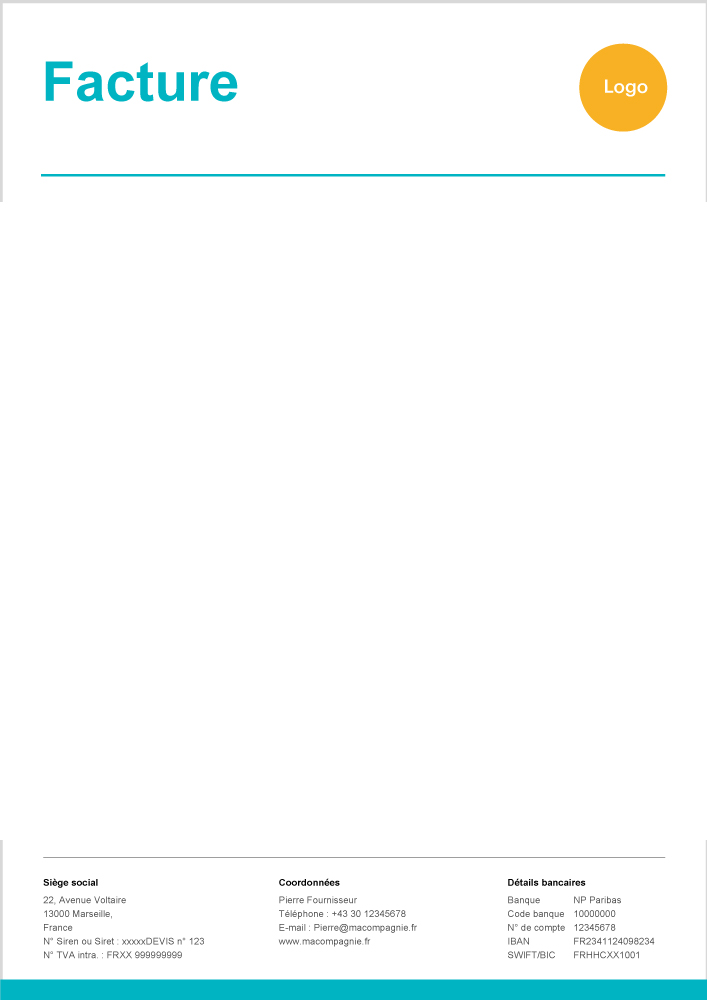 Facture
Logo
Siège social
22, Avenue Voltaire
13000 Marseille,
France
N° Siren ou Siret : xxxxxDEVIS n° 123
N° TVA intra. : FRXX 999999999
Coordonnées
Pierre Fournisseur
Téléphone : +43 30 12345678
E-mail : Pierre@macompagnie.fr
www.macompagnie.fr
Détails bancaires
Banque NP Paribas
Code banque 10000000
N° de compte 12345678
IBAN FR2341124098234
SWIFT/BIC FRHHCXX1001